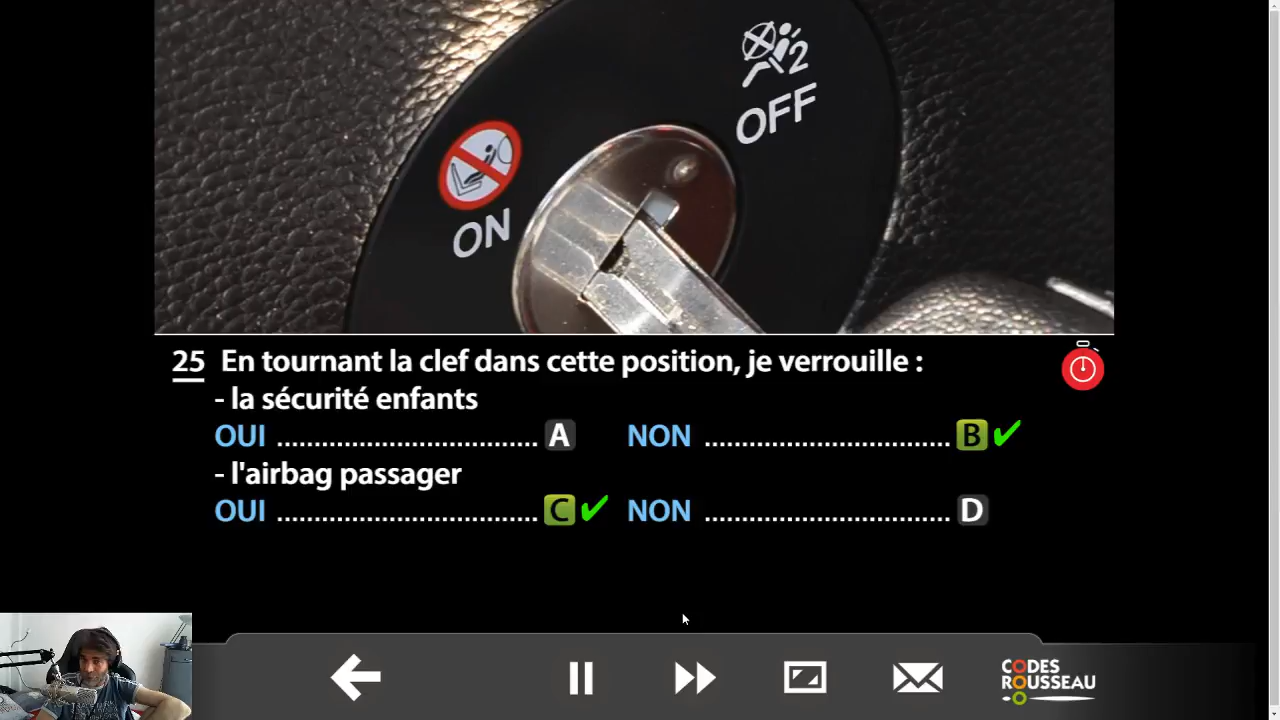 2
OFF
ON
25 En tournant la clef dans cette position, je verrouille :
- la sécurité enfants
OUI .................................. A NON ................................ B ✔
- l'airbag passager
OUI .................................. C ✔ NON ................................ D
CODES
ROUSSEAU